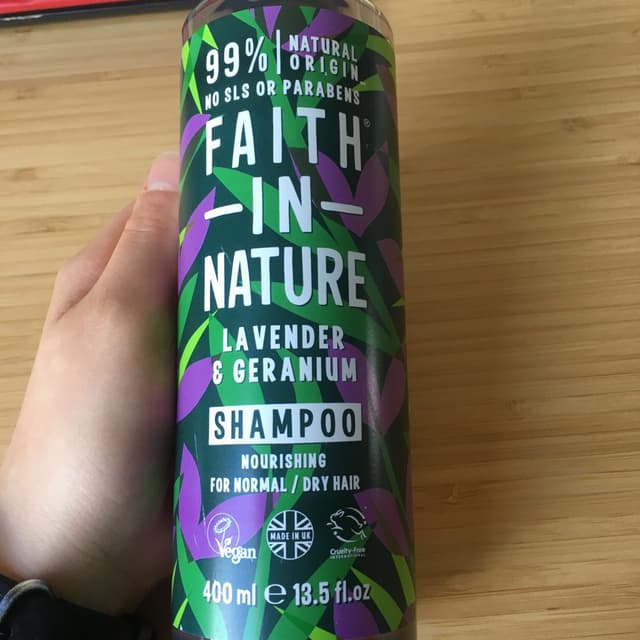 99% NATURAL
ORIGIN
NO SLS OR PARABENS
FAITH®
-IN-
NATURE
LAVENDER
& GERANIUM
SHAMPOO
NOURISHING
FOR NORMAL / DRY HAIR
Vegan
MADE IN UK
Cruelty-Free
INTERNATIONAL
400 ml e 13.5 fl.oz